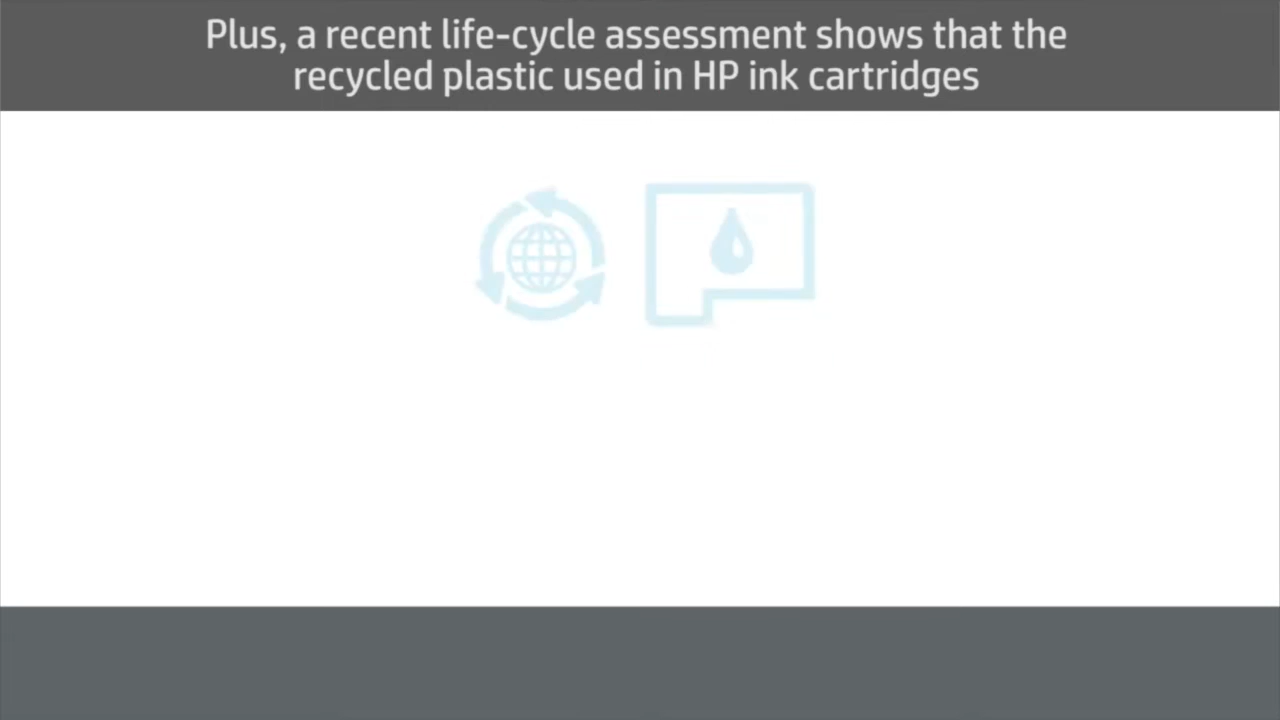 Plus, a recent life-cycle assessment shows that the
recycled plastic used in HP ink cartridges